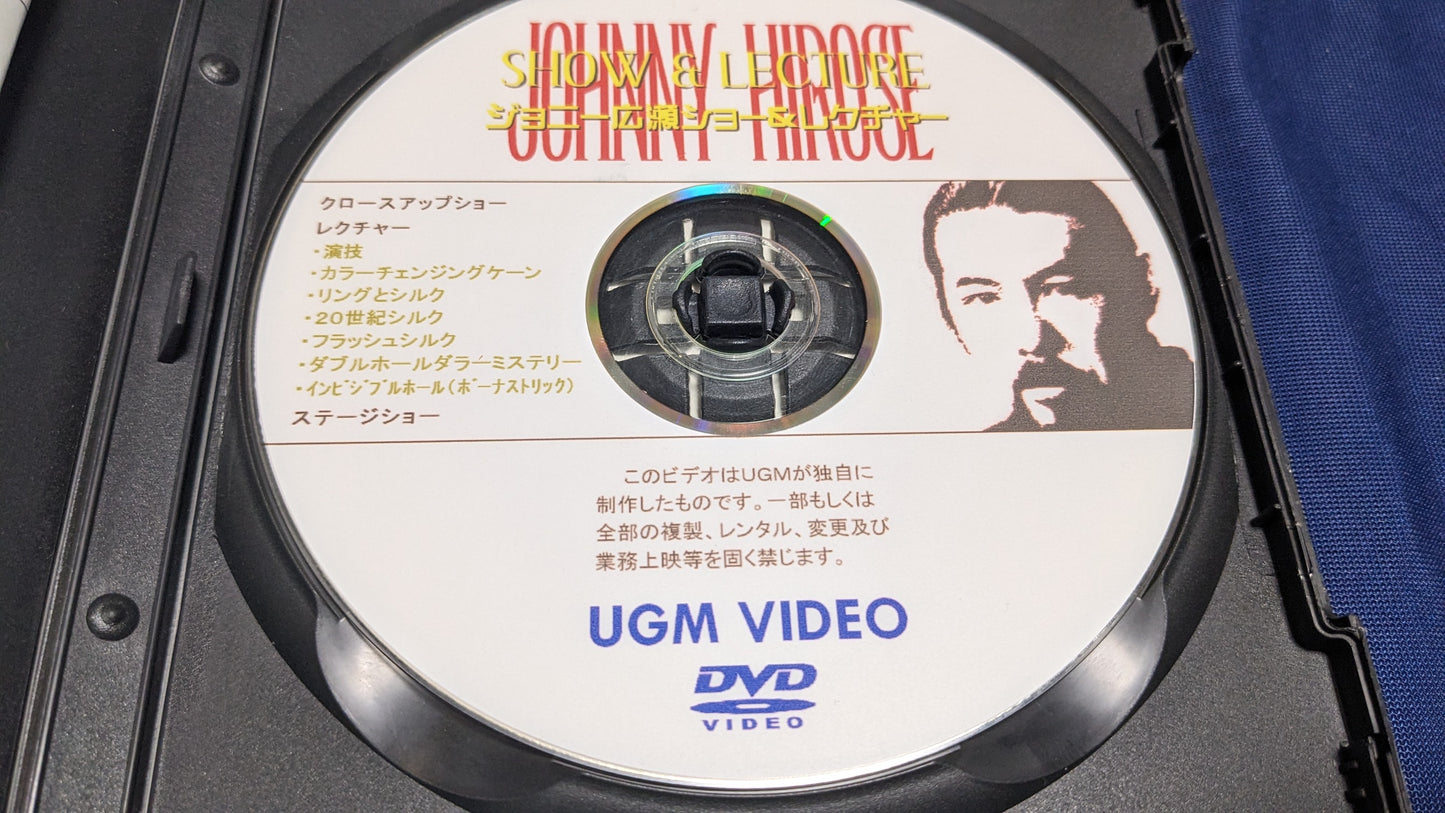 JOHNNY HIROSE
SHOW & LECTURE
ジョニー広瀬ショー&レクチャー
クロースアップショー
レクチャー
・演技
・カラーチェンジングケーン
・リングとシルク
・20世紀シルク
・フラッシュシルク
・ダブルホールダラーミステリー
・インビジブルホール(ボーナストリック)
ステージショー
このビデオはUGMが独自に
制作したものです。一部もしくは
全部の複製、レンタル、変更及び
業務上映等を固く禁じます。
UGM VIDEO
DVD
VIDEO